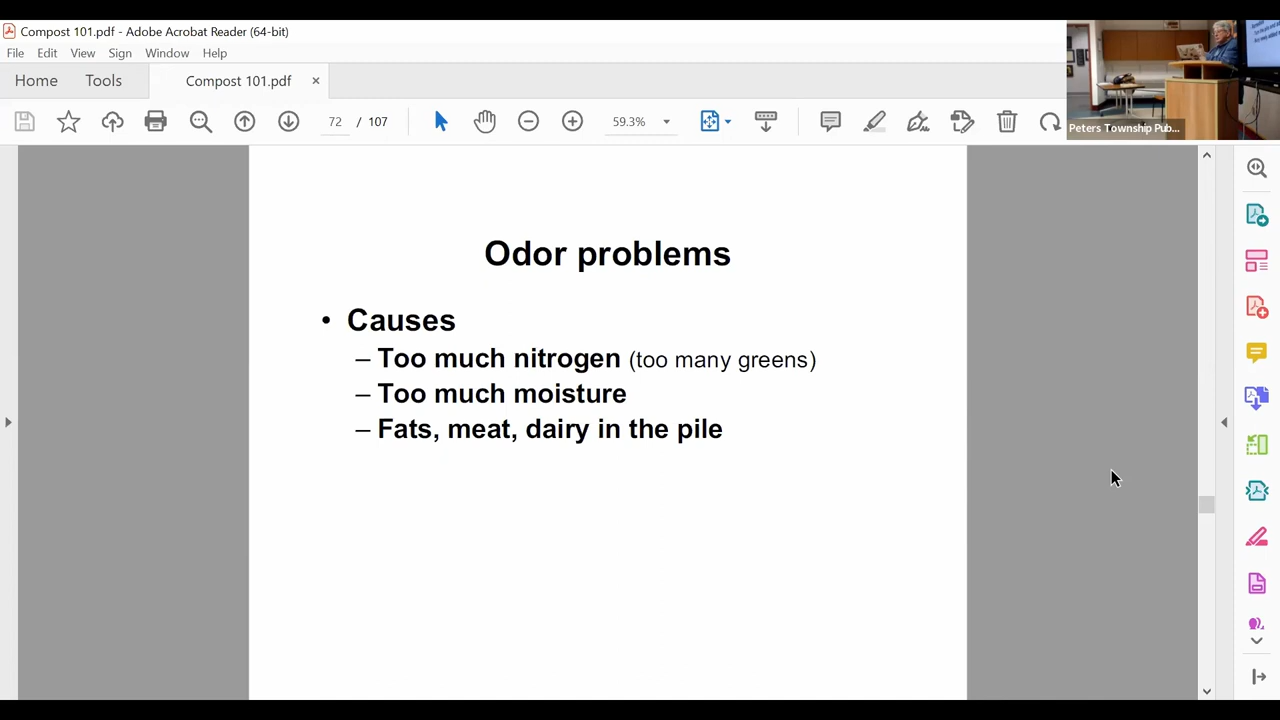 Compost 101.pdf - Adobe Acrobat Reader (64-bit)
File Edit View Sign Window Help
Home Tools Compost 101.pdf ×
72 / 107 59.3%
Peters Township Pub...
Odor problems
• Causes
– Too much nitrogen (too many greens)
– Too much moisture
– Fats, meat, dairy in the pile